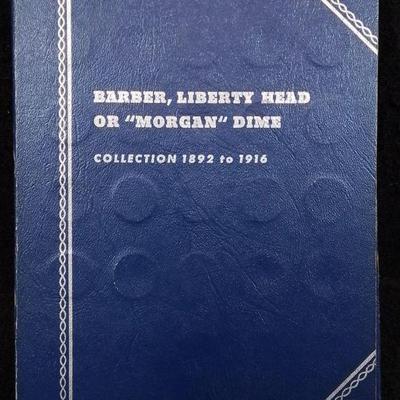 BARBER, LIBERTY HEAD
OR “MORGAN“ DIME
COLLECTION 1892 to 1916